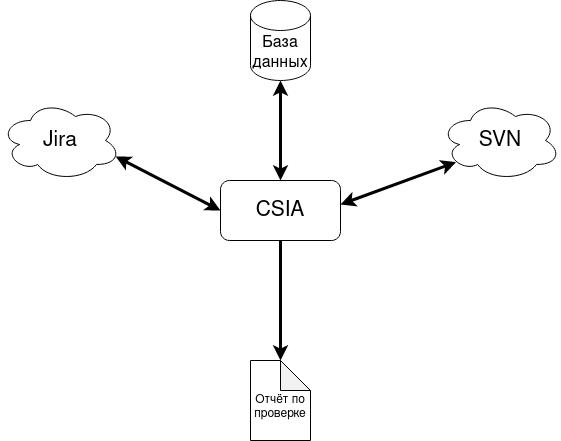 База
данных
Jira
SVN
CSIA
Отчёт по
проверке